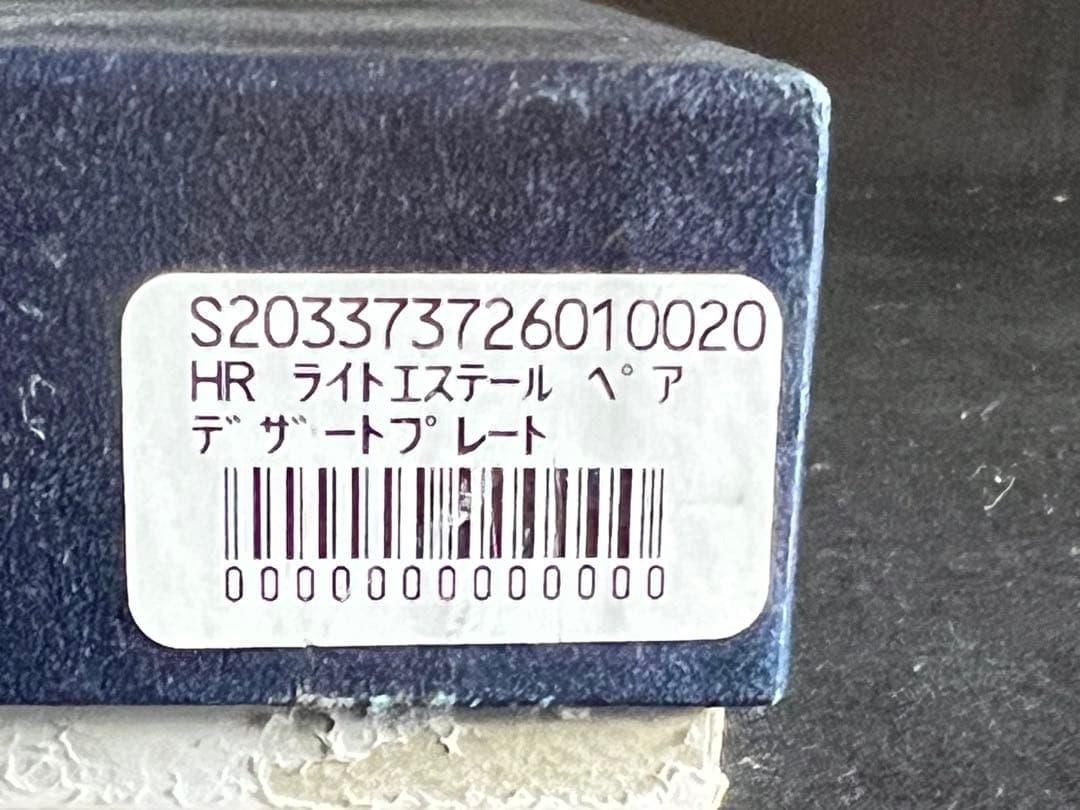 S203373726010020
HR ﾗｲﾄｴｽﾃｰﾙ ﾍﾟｱ
ﾃﾞｻﾞｰﾄﾌﾟﾚｰﾄ
0000000000000